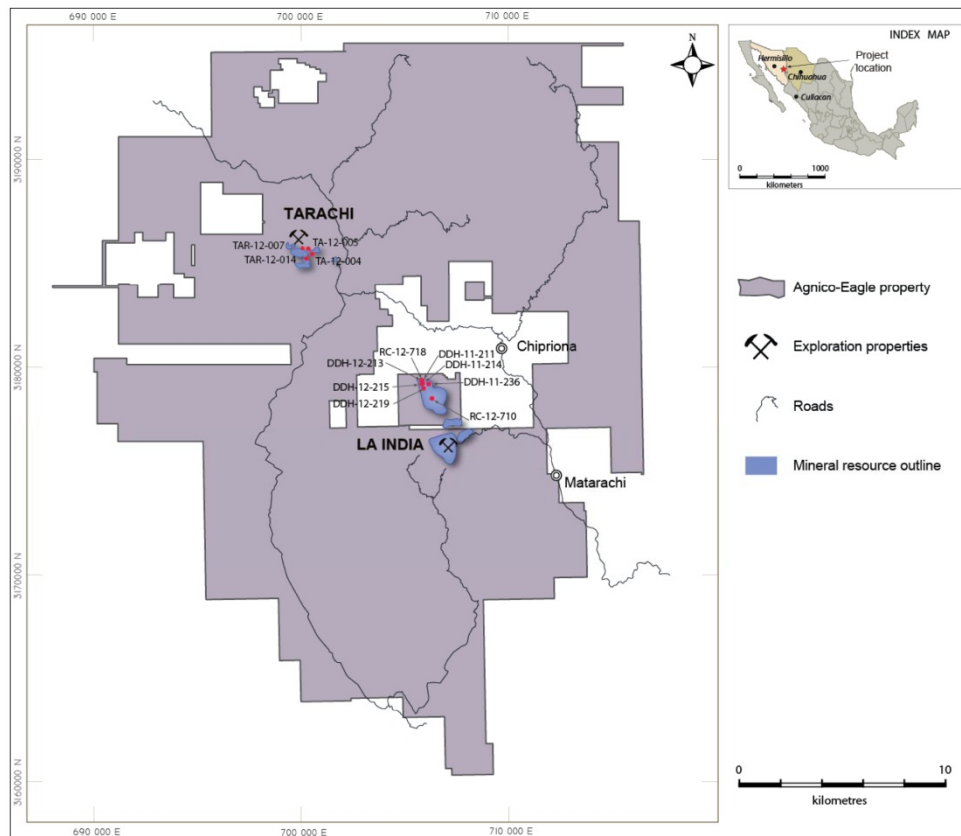 690 000 E
700 000 E
710 000 E
3190000 N
3180000 N
3170000 N
3160000 N
N
TARACHI
TAR-12-007
TA-12-005
TAR-12-014
TA-12-004
Chipriona
RC-12-718
DDH-11-211
DDH-12-213
DDH-11-214
DDH-12-215
DDH-11-236
DDH-12-219
RC-12-710
LA INDIA
Matarachi
690 000 E
700 000 E
710 000 E
INDEX MAP
Hermisillo
Project
location
Chihuahua
Culiacan
0
1000
kilometers
Agnico-Eagle property
Exploration properties
Roads
Mineral resource outline
0
10
kilometres